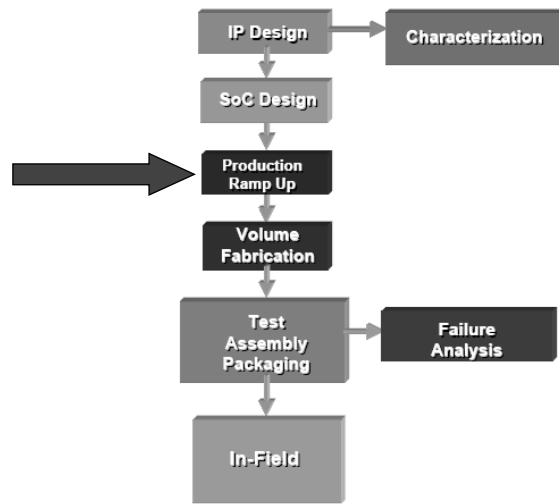 IP Design
Characterization
SoC Design
Production
Ramp Up
Volume
Fabrication
Test
Assembly
Packaging
Failure
Analysis
In-Field